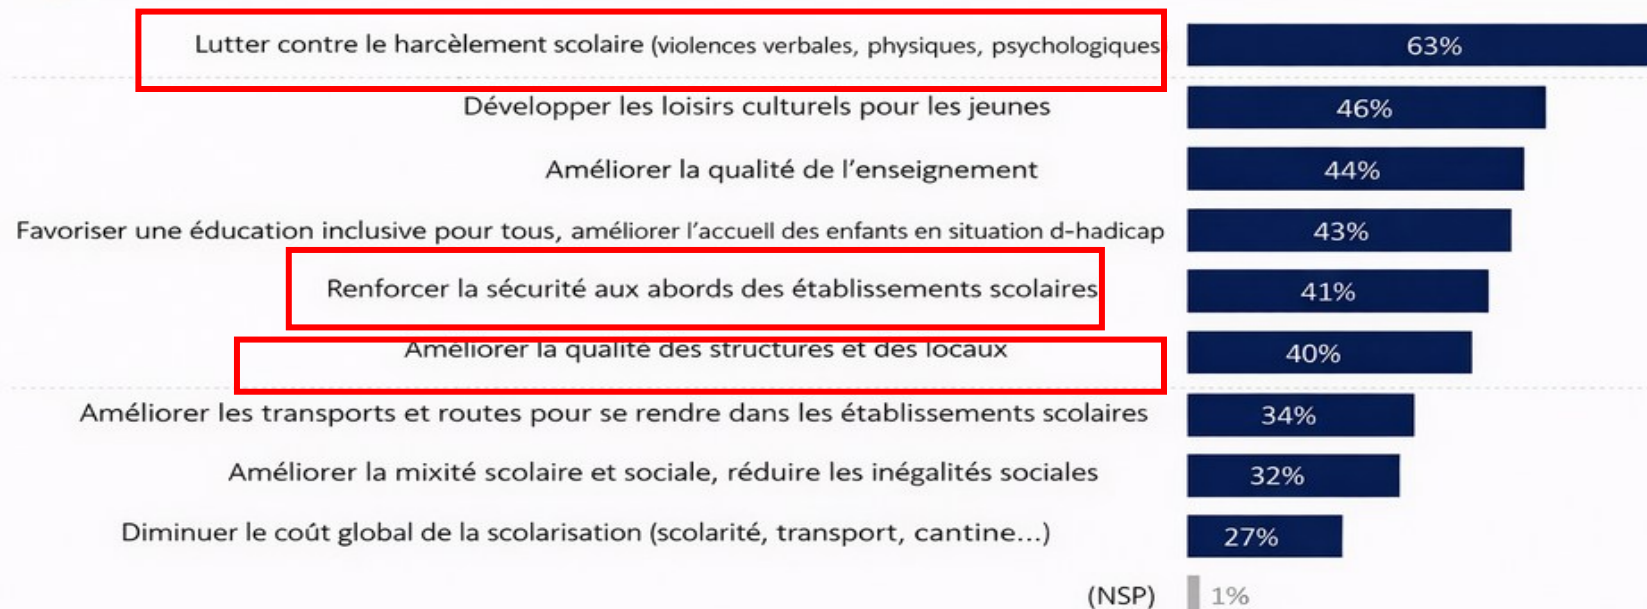 Lutter contre le harcèlement scolaire (violences verbales, physiques, psychologiques 63%
Développer les loisirs culturels pour les jeunes 46%
Améliorer la qualité de l'enseignement 44%
Favoriser une éducation inclusive pour tous, améliorer l'accueil des enfants en situation d-hadicap 43%
Renforcer la sécurité aux abords des établissements scolaires 41%
Améliorer la qualité des structures et des locaux 40%
Améliorer les transports et routes pour se rendre dans les établissements scolaires 34%
Améliorer la mixité scolaire et sociale, réduire les inégalités sociales 32%
Diminuer le coût global de la scolarisation (scolarité, transport, cantine...) 27%
(NSP) 1%